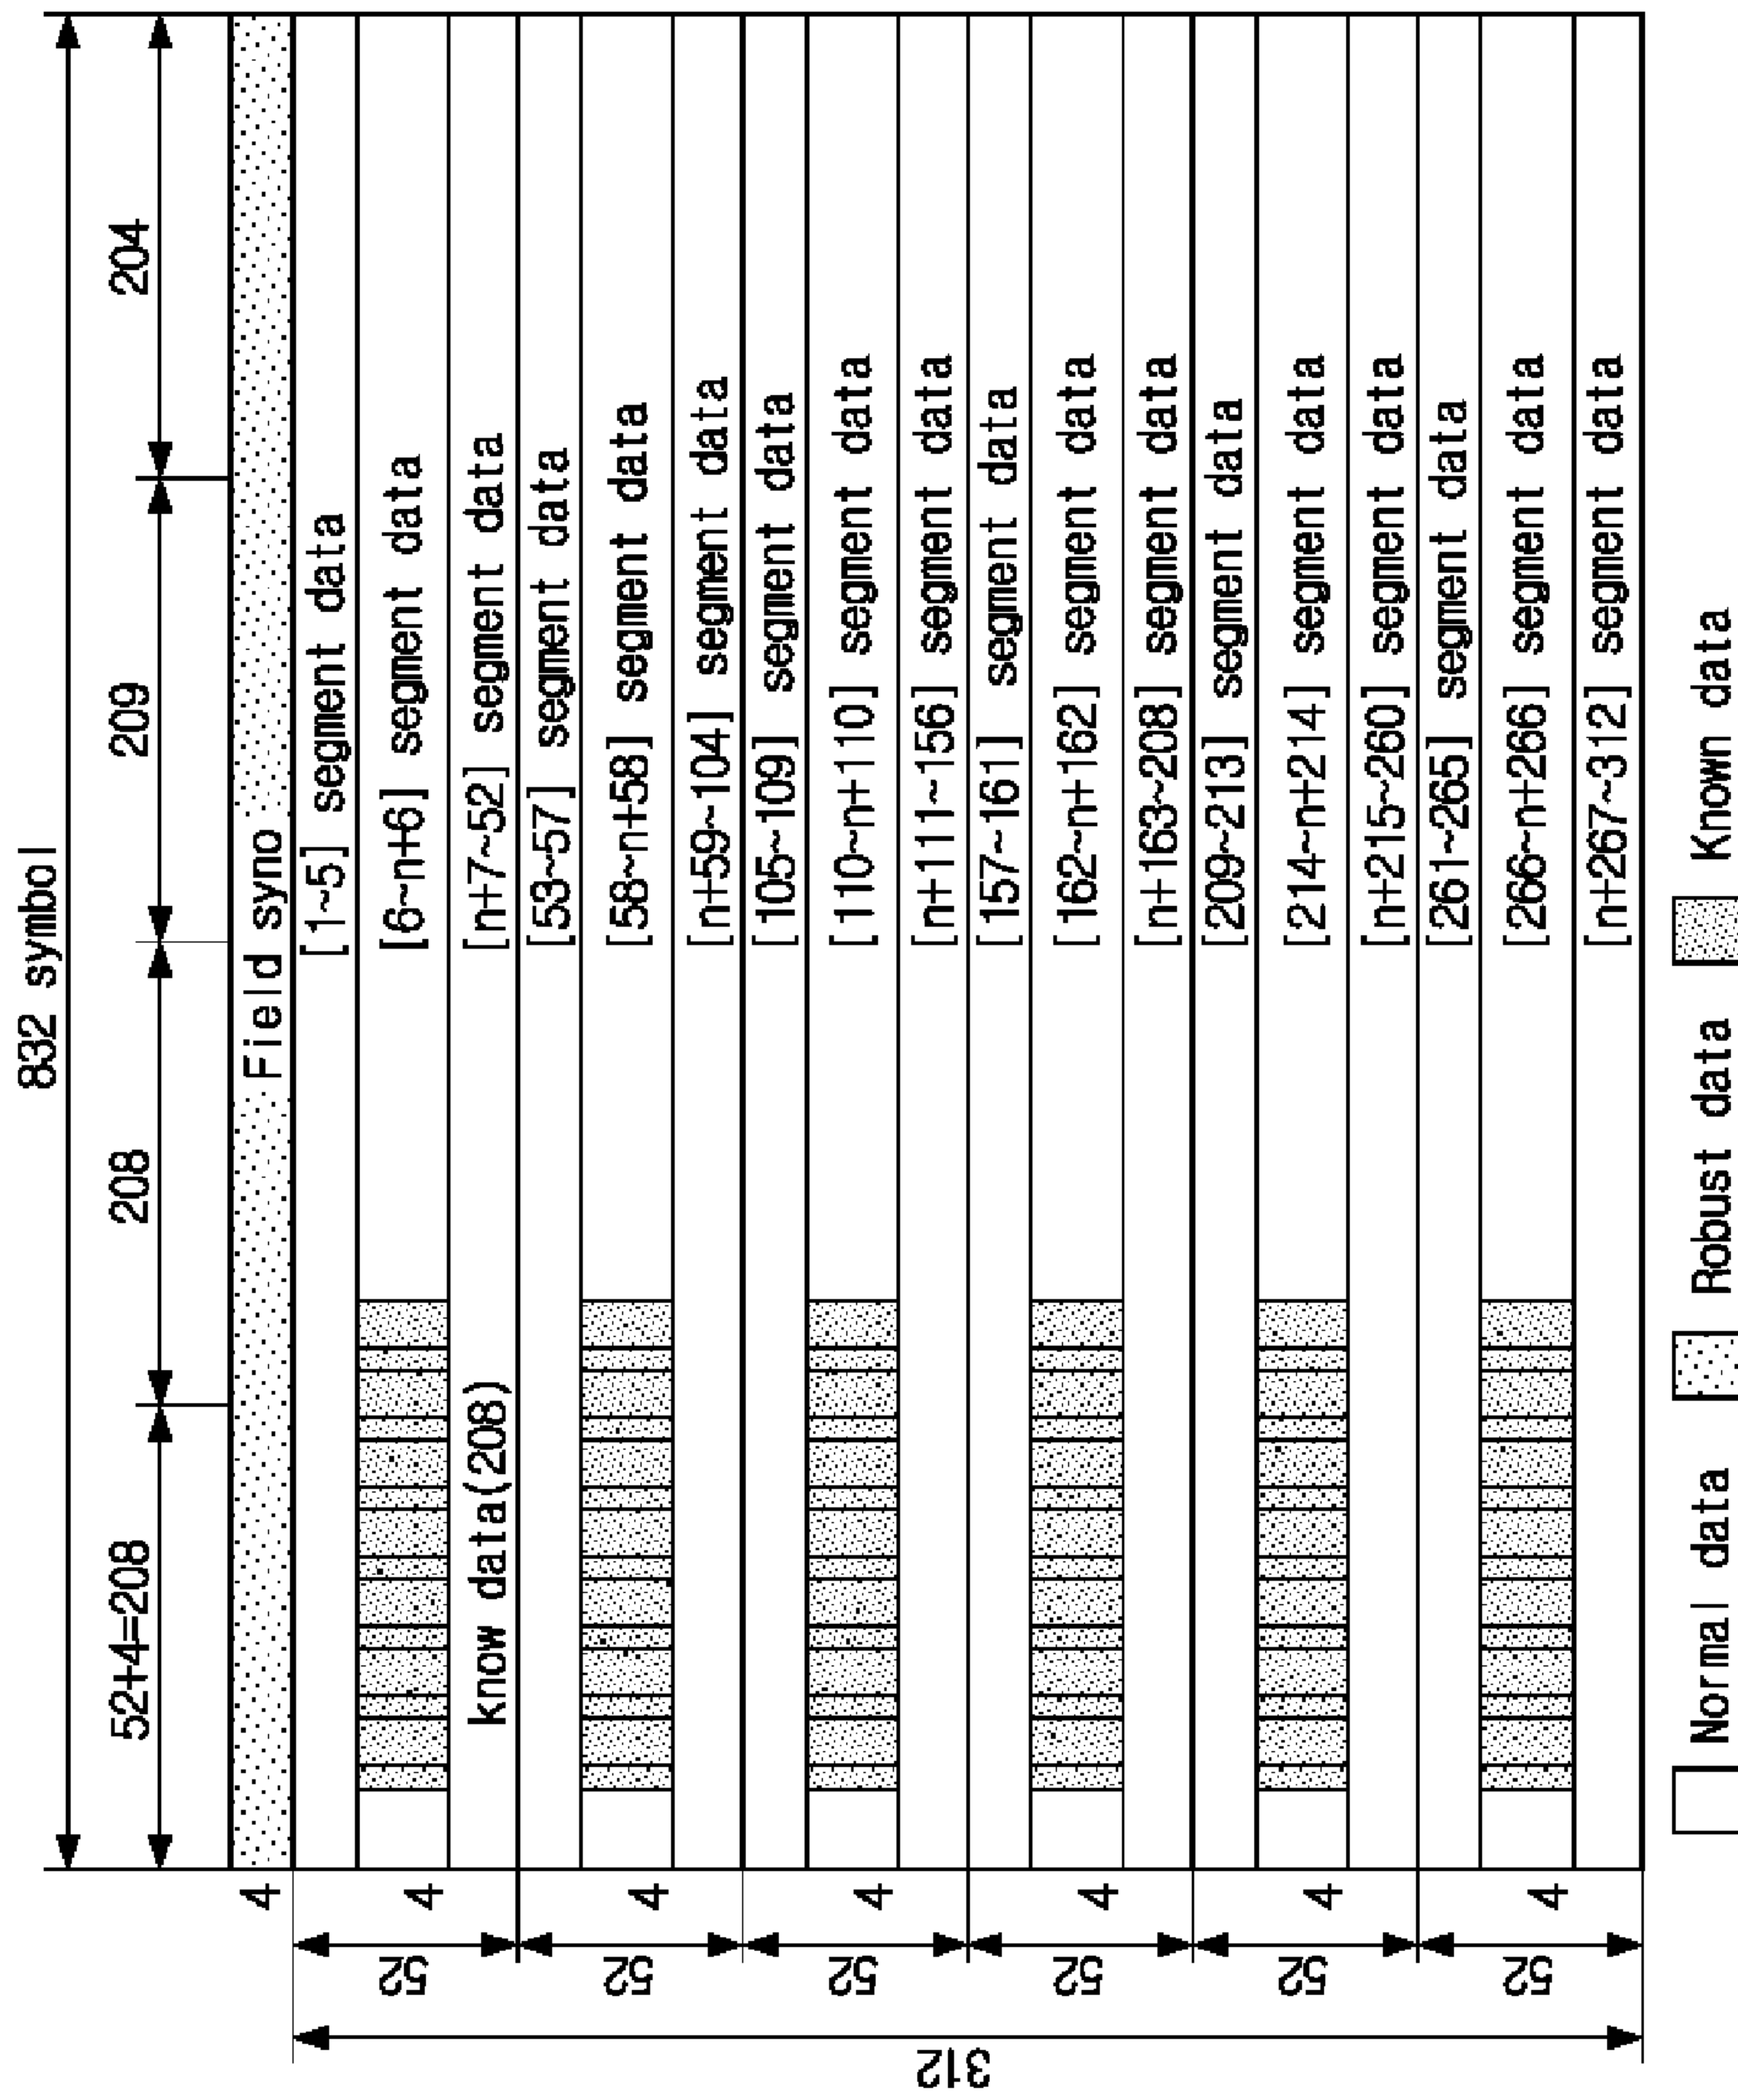 832 symbol
52+4=208
208
209
204
Field syno
[1~5] segment data
[6~n+6] segment data
[n+7~52] segment data
know data(208)
[53~57] segment data
[58~n+58] segment data
[n+59~104] segment data
[105~109] segment data
[110~n+110] segment data
[n+111~156] segment data
[157~161] segment data
[162~n+162] segment data
[n+163~208] segment data
[209~213] segment data
[214~n+214] segment data
[n+215~260] segment data
[261~265] segment data
[266~n+266] segment data
[n+267~312] segment data
4
4
4
4
4
4
4
52
52
52
52
52
52
312
Normal data
Robust data
Known data